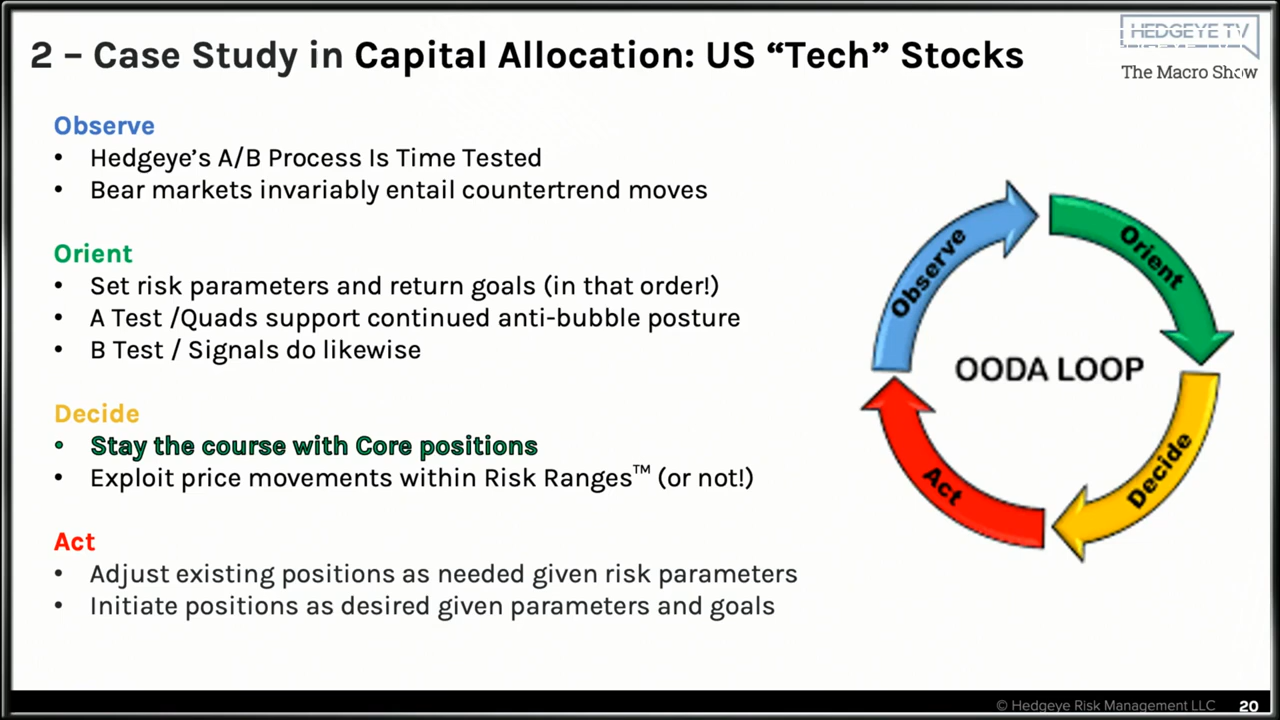 HEDGEYE TV
The Macro Show
2 – Case Study in Capital Allocation: US “Tech” Stocks
Observe
• Hedgeye’s A/B Process Is Time Tested
• Bear markets invariably entail countertrend moves
Orient
• Set risk parameters and return goals (in that order!)
• A Test /Quads support continued anti-bubble posture
• B Test / Signals do likewise
Decide
• Stay the course with Core positions
• Exploit price movements within Risk Ranges™ (or not!)
Act
• Adjust existing positions as needed given risk parameters
• Initiate positions as desired given parameters and goals
Observe
Orient
OODA LOOP
Decide
Act
© Hedgeye Risk Management LLC
20